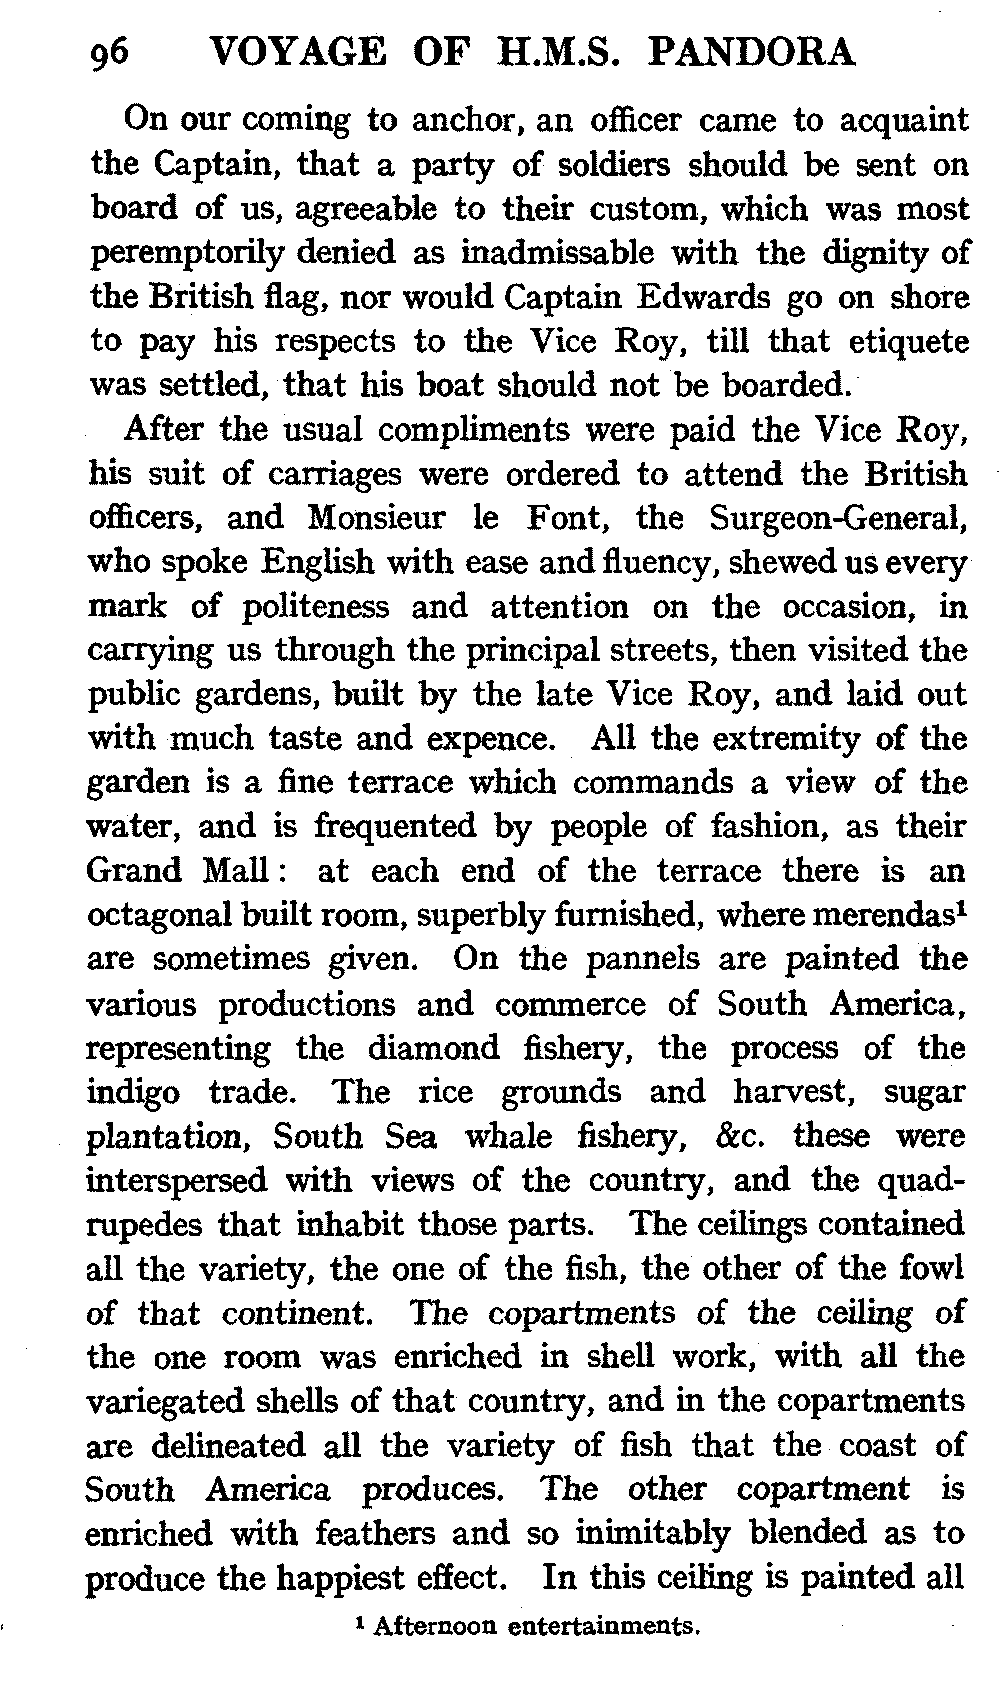 96 VOYAGE OF H.M.S. PANDORA
On our coming to anchor, an officer came to acquaint
the Captain, that a party of soldiers should be sent on
board of us, agreeable to their custom, which was most
peremptorily denied as inadmissable with the dignity of
the British flag, nor would Captain Edwards go on shore
to pay his respects to the Vice Roy, till that etiquete
was settled, that his boat should not be boarded.
After the usual compliments were paid the Vice Roy,
his suit of carriages were ordered to attend the British
officers, and Monsieur le Font, the Surgeon-General,
who spoke English with ease and fluency, shewed us every
mark of politeness and attention on the occasion, in
carrying us through the principal streets, then visited the
public gardens, built by the late Vice Roy, and laid out
with much taste and expence. All the extremity of the
garden is a fine terrace which commands a view of the
water, and is frequented by people of fashion, as their
Grand Mall: at each end of the terrace there is an
octagonal built room, superbly furnished, where merendas¹
are sometimes given. On the pannels are painted the
various productions and commerce of South America,
representing the diamond fishery, the process of the
indigo trade. The rice grounds and harvest, sugar
plantation, South Sea whale fishery, &c. these were
interspersed with views of the country, and the quad-
rupedes that inhabit those parts. The ceilings contained
all the variety, the one of the fish, the other of the fowl
of that continent. The copartments of the ceiling of
the one room was enriched in shell work, with all the
variegated shells of that country, and in the copartments
are delineated all the variety of fish that the coast of
South America produces. The other copartment is
enriched with feathers and so inimitably blended as to
produce the happiest effect. In this ceiling is painted all
¹ Afternoon entertainments.